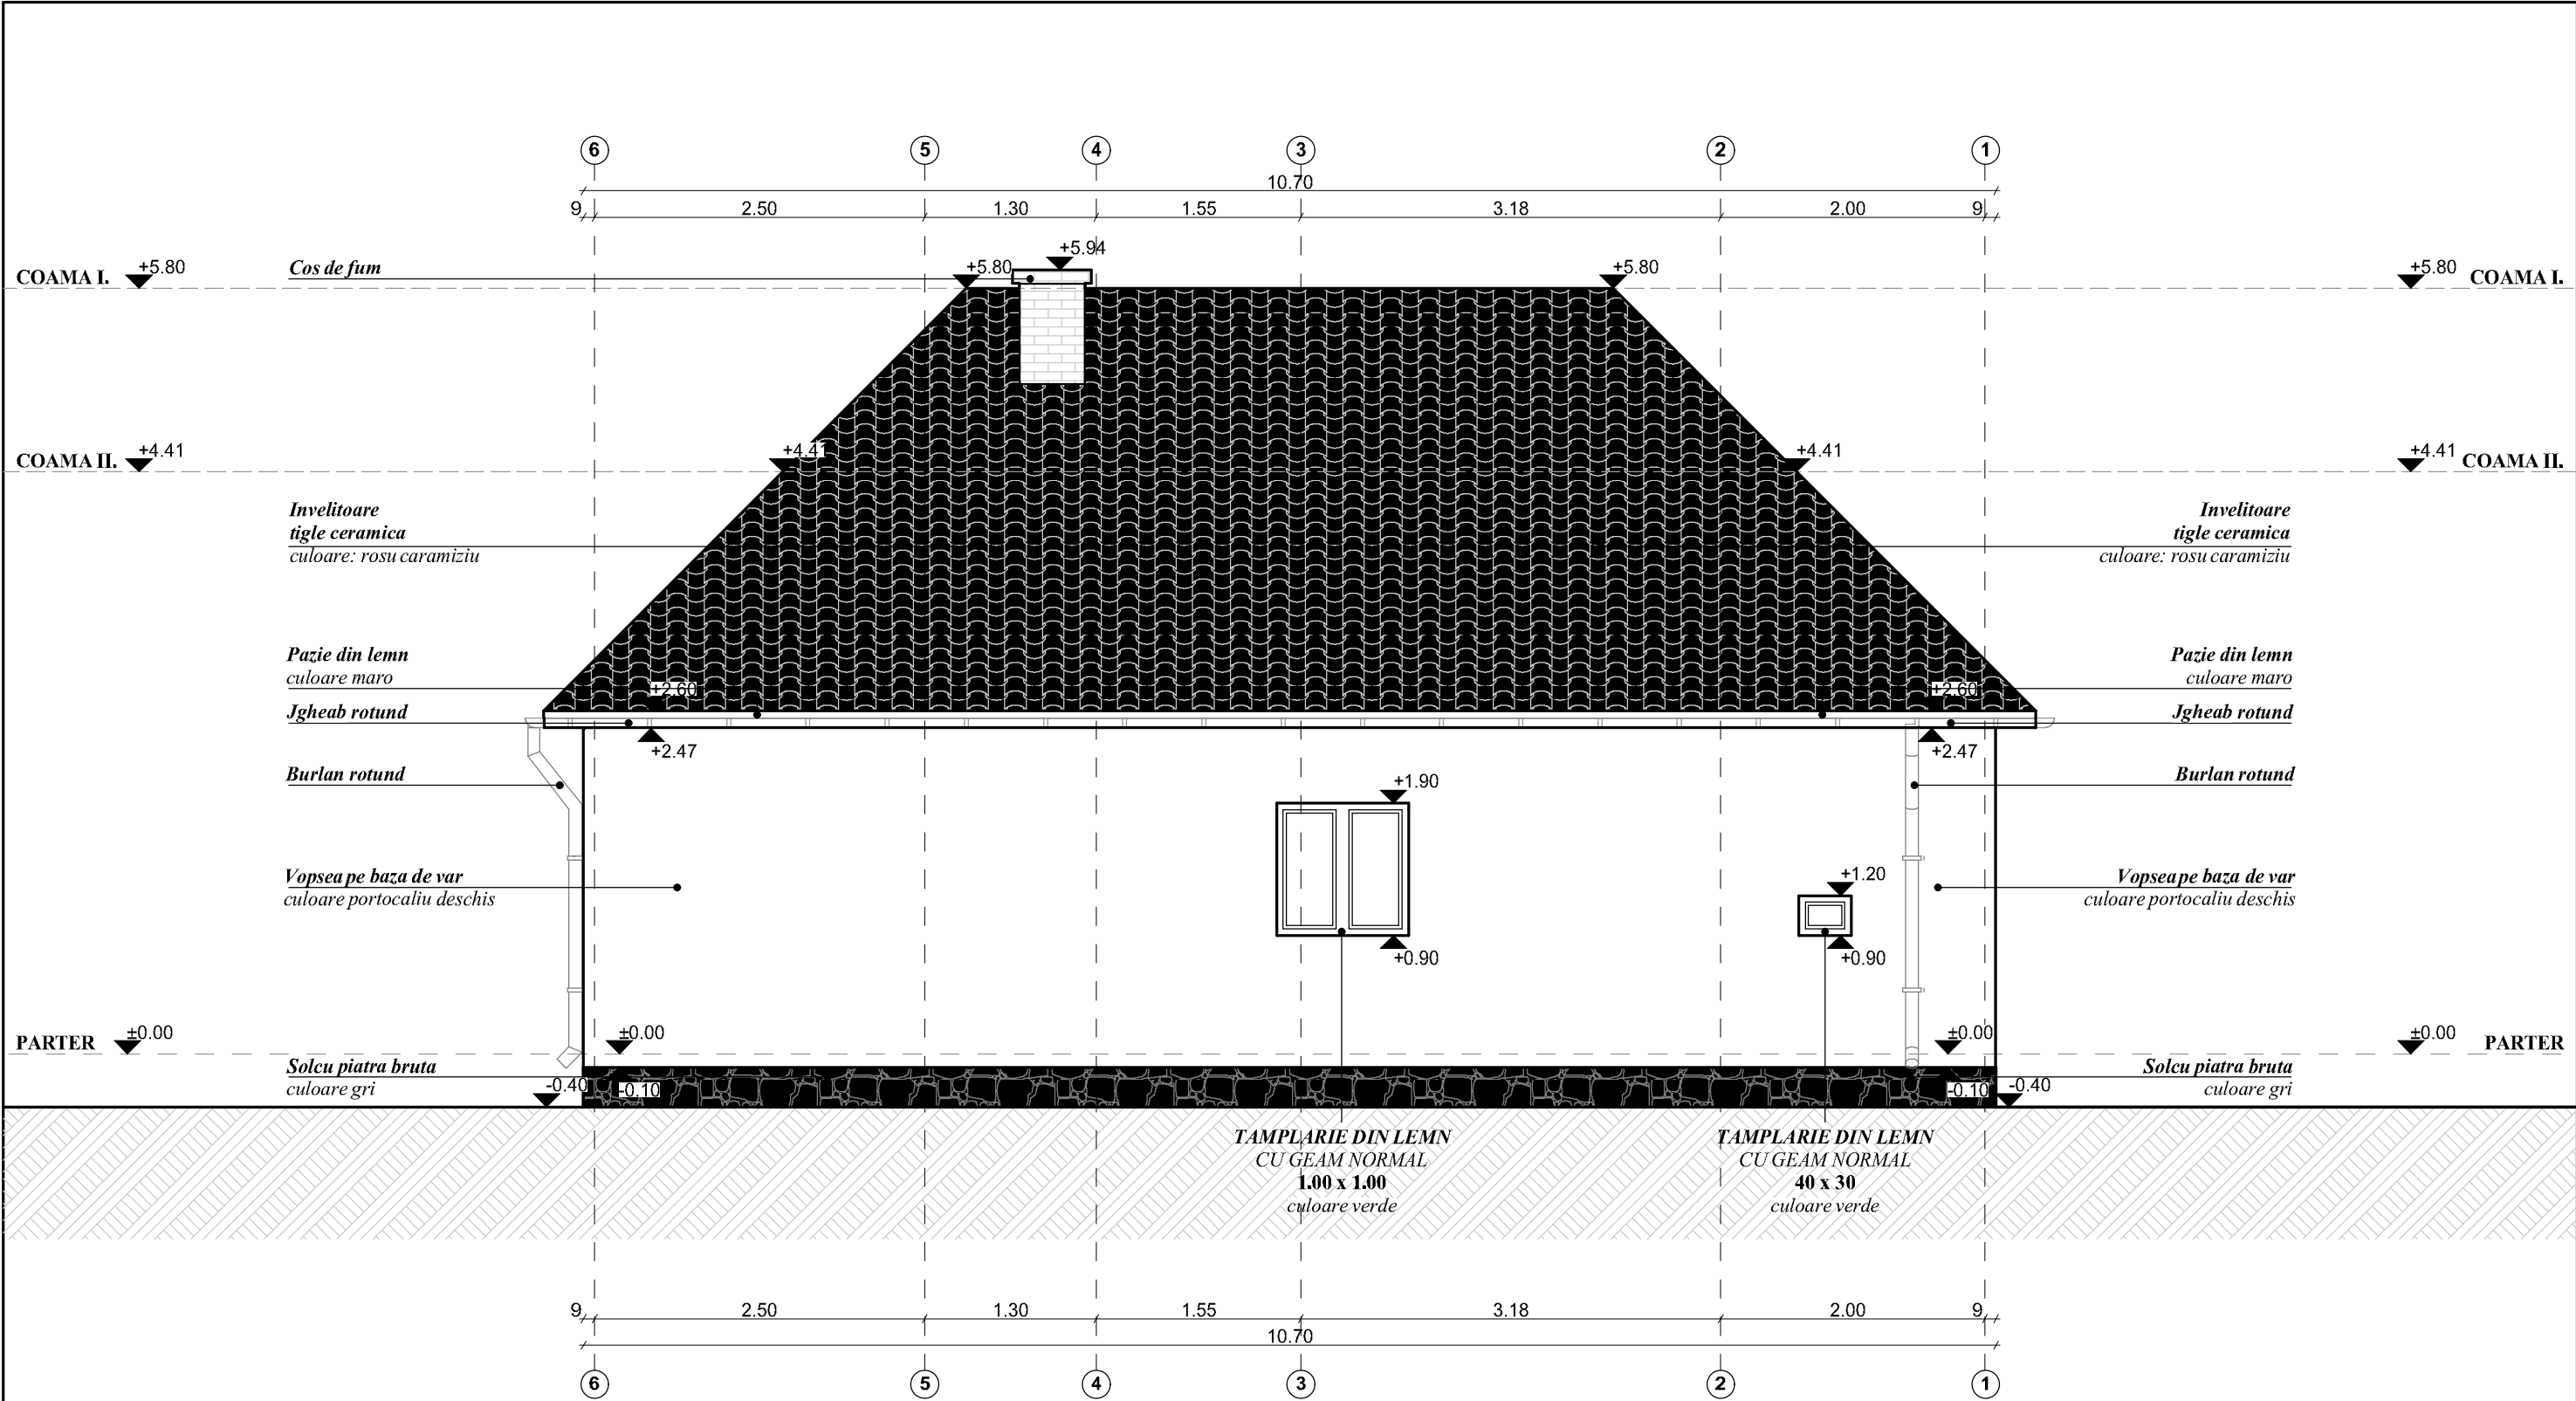 6 5 4 3 2 1
10.70
9 2.50 1.30 1.55 3.18 2.00 9
+5.94
COAMA I. +5.80 Cos de fum +5.80 +5.80 +5.80 COAMA I.
COAMA II. +4.41 +4.41 +4.41 +4.41 COAMA II.
Invelitoare
tigle ceramica
culoare: rosu caramiziu
Invelitoare
tigle ceramica
culoare: rosu caramiziu
Pazie din lemn
culoare maro
+2.60 +2.60
Pazie din lemn
culoare maro
Jgheab rotund
Jgheab rotund
+2.47 +2.47
Burlan rotund
+1.90
Burlan rotund
Vopsea pe baza de var
culoare portocaliu deschis
+1.20
Vopsea pe baza de var
culoare portocaliu deschis
+0.90 +0.90
PARTER ±0.00 ±0.00 ±0.00 ±0.00 PARTER
Solcu piatra bruta
culoare gri
-0.40 -0.10 -0.10 -0.40
Solcu piatra bruta
culoare gri
TAMPLARIE DIN LEMN
CU GEAM NORMAL
1.00 x 1.00
culoare verde
TAMPLARIE DIN LEMN
CU GEAM NORMAL
40 x 30
culoare verde
9 2.50 1.30 1.55 3.18 2.00 9
10.70
6 5 4 3 2 1